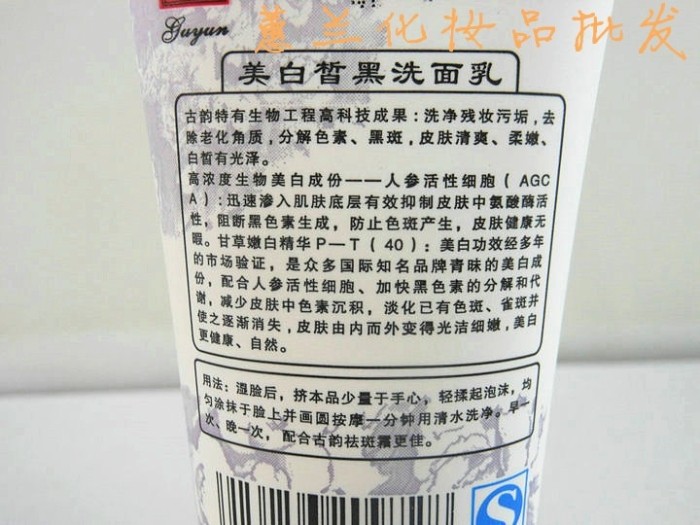 Guyun
蕙兰化妆品批发
美白皙黑洗面乳
古韵特有生物工程高科技成果：洗净残妆污垢，去
除老化角质，分解色素、黑斑，皮肤清爽、柔嫩、
白皙有光泽。
高浓度生物美白成份——人参活性细胞(AGC
A)：迅速渗入肌肤底层有效抑制皮肤中氨酸酶活
性，阻断黑色素生成，防止色斑产生，皮肤健康无
暇。甘草嫩白精华P—T(40)：美白功效经多年
的市场验证，是众多国际知名品牌青昧的美白成
份，配合人参活性细胞、加快黑色素的分解和代
谢，减少皮肤中色素沉积，淡化已有色斑、雀斑并
使之逐渐消失，皮肤由内而外变得光洁细嫩，美白
更健康、自然。
用法：湿脸后，挤本品少量于手心，轻揉起泡沫，均
匀涂抹于脸上并画圆按摩一分钟用清水洗净。早一
次、晚一次，配合古韵祛斑霜更佳。